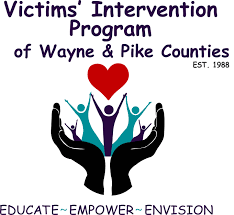 Victims' Intervention
Program
of Wayne & Pike Counties
EST. 1988
EDUCATE~EMPOWER~ENVISION